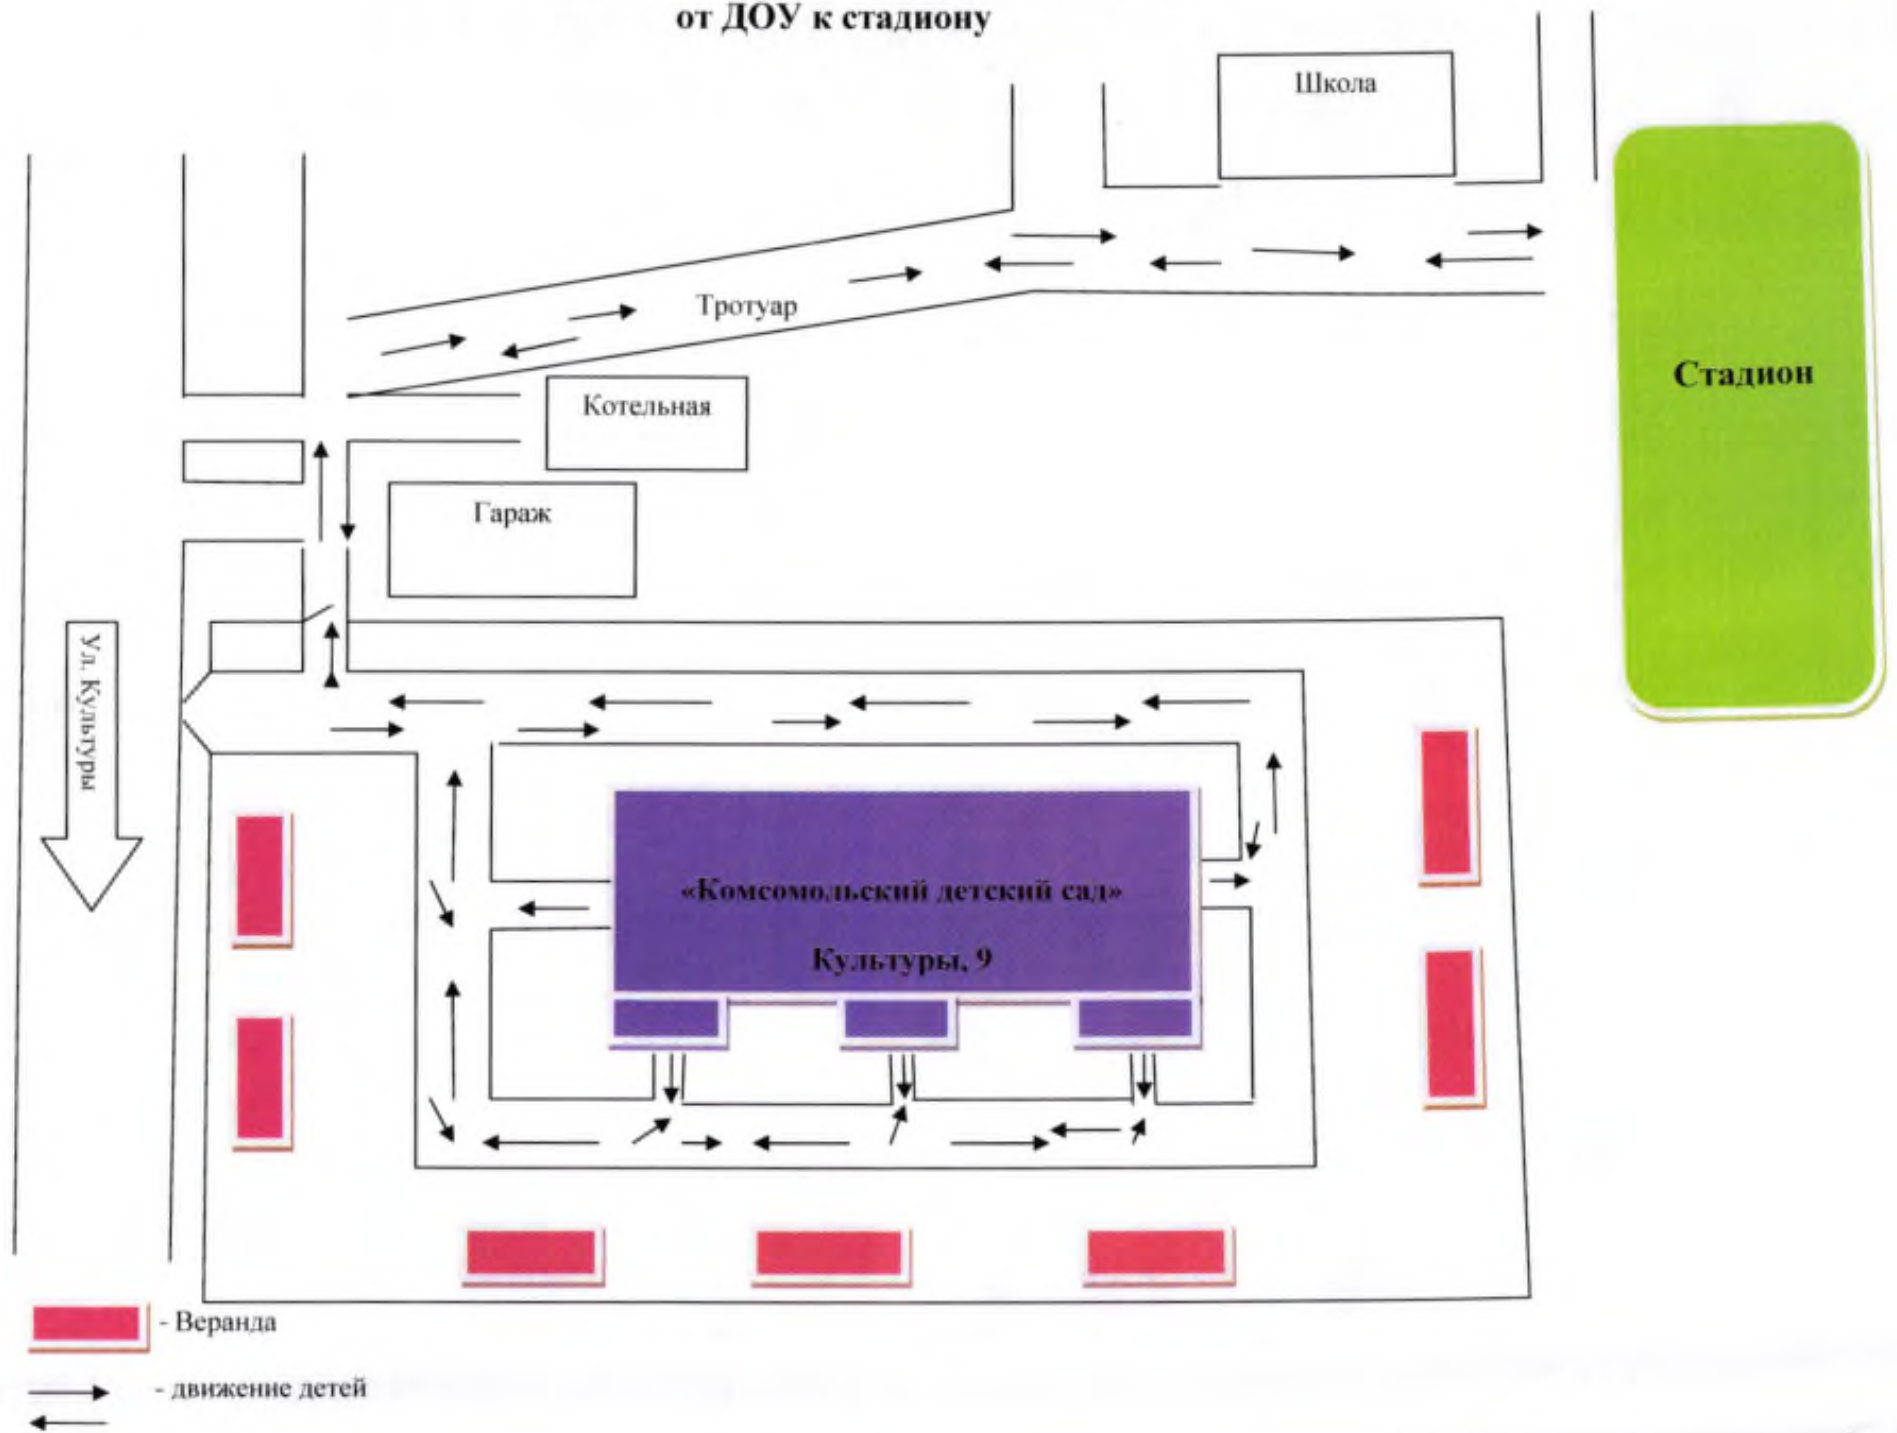 от ДОУ к стадиону
Школа
Тротуар
Стадион
Котельная
Гараж
Ул. Культуры
«Комсомольский детский сад»
Культуры, 9
- Веранда
- движение детей